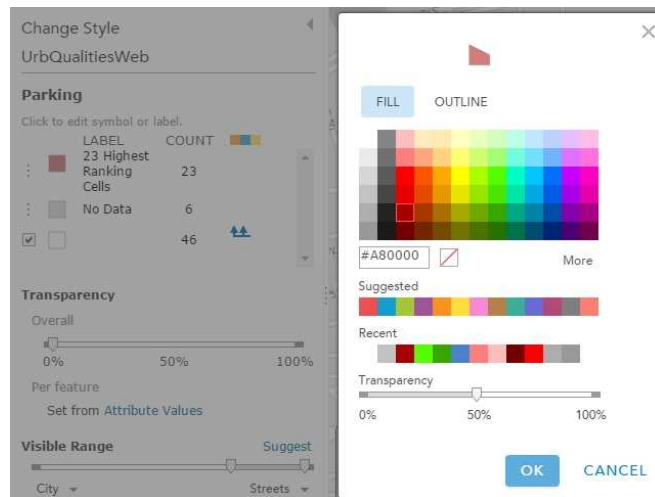 Change Style
UrbQualitiesWeb
Parking
Click to edit symbol or label.
LABEL COUNT
23 Highest
Ranking 23
Cells
No Data 6
46
Transparency
Overall
0% 50% 100%
Per feature
Set from Attribute Values
Visible Range Suggest
City Streets
FILL OUTLINE
#A80000
More
Suggested
Recent
Transparency
0% 50% 100%
OK CANCEL